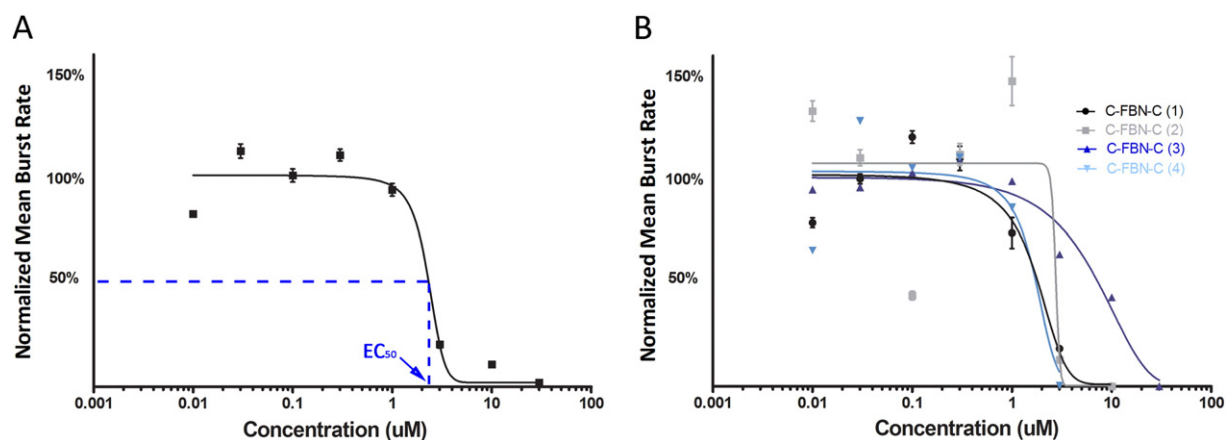 A
Normalized Mean Burst Rate
150%
100%
50%
EC₅₀
0.001
0.01
0.1
1
10
100
Concentration (uM)
B
Normalized Mean Burst Rate
150%
100%
50%
C-FBN-C (1)
C-FBN-C (2)
C-FBN-C (3)
C-FBN-C (4)
0.001
0.01
0.1
1
10
100
Concentration (uM)